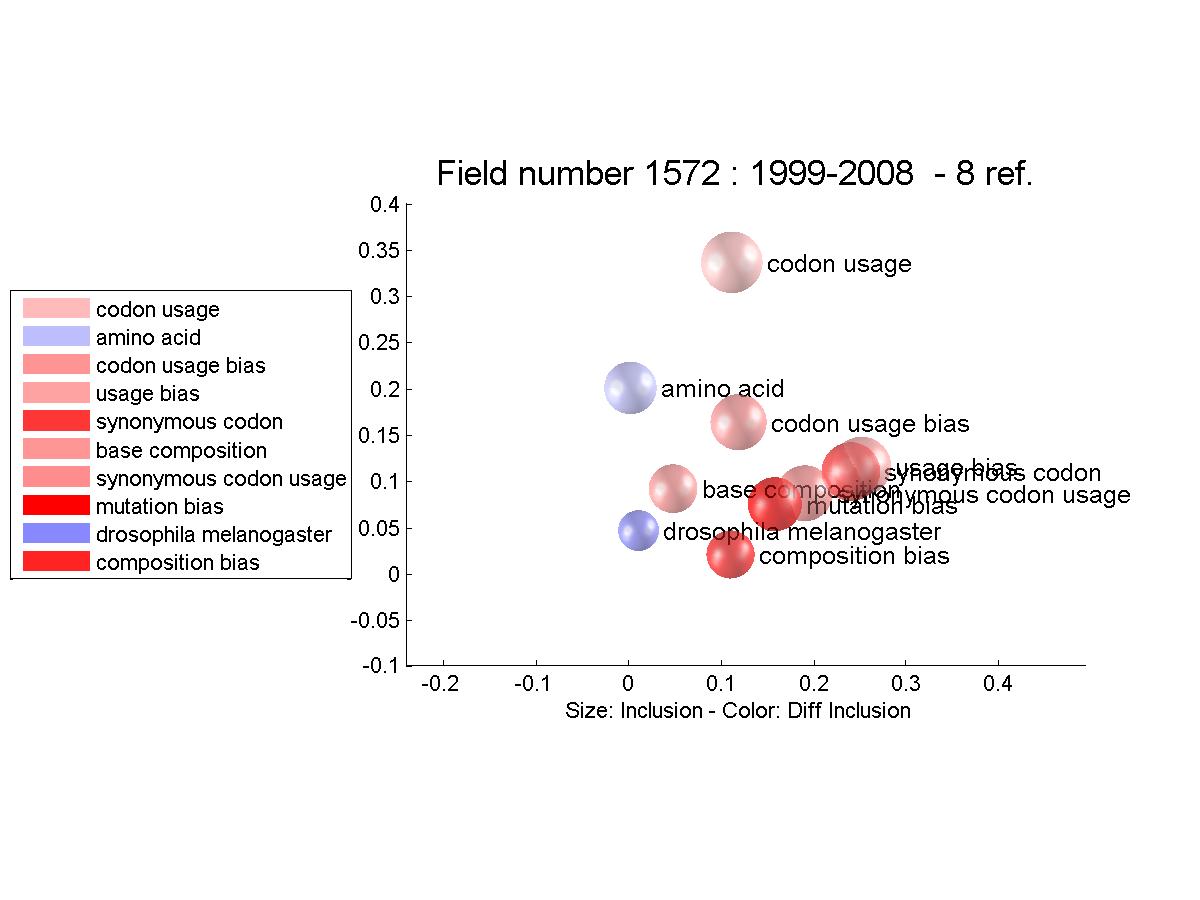 Field number 1572 : 1999-2008 - 8 ref.
codon usage
amino acid
codon usage bias
usage bias
synonymous codon
base composition
synonymous codon usage
mutation bias
drosophila melanogaster
composition bias
0.4
0.35
0.3
0.25
0.2
0.15
0.1
0.05
0
-0.05
-0.1
codon usage
amino acid
codon usage bias
usage bias
synonymous codon
base composition
synonymous codon usage
mutation bias
drosophila melanogaster
composition bias
-0.2 -0.1 0 0.1 0.2 0.3 0.4
Size: Inclusion - Color: Diff Inclusion